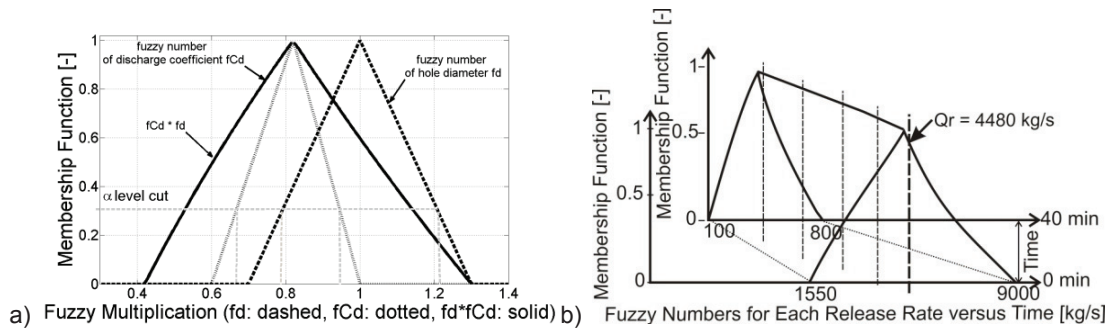 a)
Membership Function [-]
1
0.8
0.6
0.4
0.2
0
fuzzy number
of discharge coefficient fCd
fuzzy number
of hole diameter fd
fCd * fd
α level cut
0.4
0.6
0.8
1
1.2
1.4
Fuzzy Multiplication (fd: dashed, fCd: dotted, fd*fCd: solid)
b)
Membership Function [-]
1
0.5
0
Membership Function [-]
1
0.5
0
Qr = 4480 kg/s
100
800
40 min
Time
0 min
1550
9000
Fuzzy Numbers for Each Release Rate versus Time [kg/s]